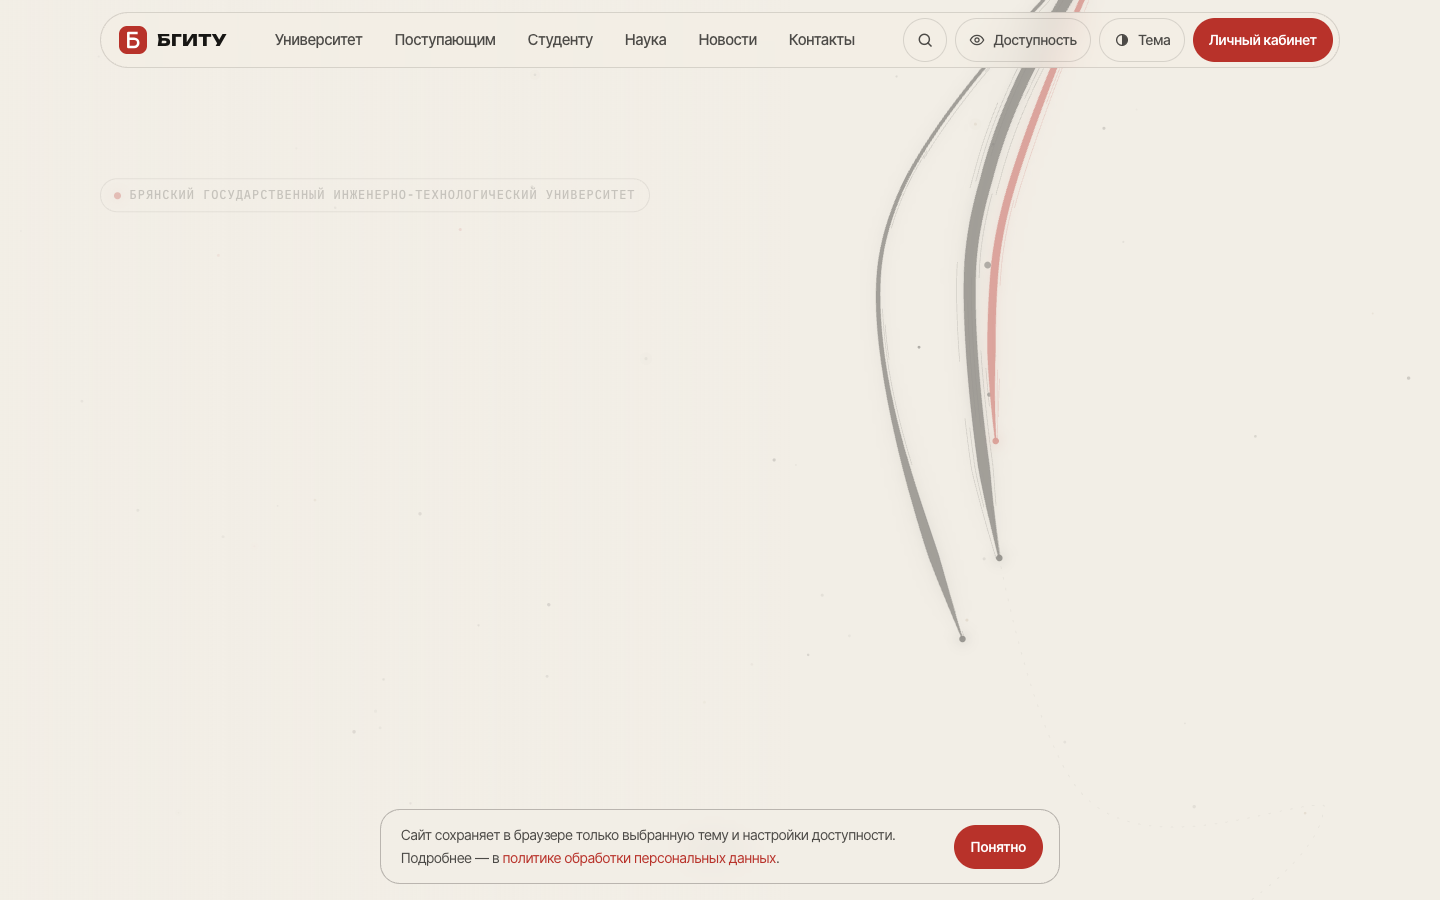 Б БГИТУ Университет Поступающим Студенту Наука Новости Контакты Доступность Тема Личный кабинет
БРЯНСКИЙ ГОСУДАРСТВЕННЫЙ ИНЖЕНЕРНО-ТЕХНОЛОГИЧЕСКИЙ УНИВЕРСИТЕТ
Сайт сохраняет в браузере только выбранную тему и настройки доступности.
Подробнее — в политике обработки персональных данных.
Понятно